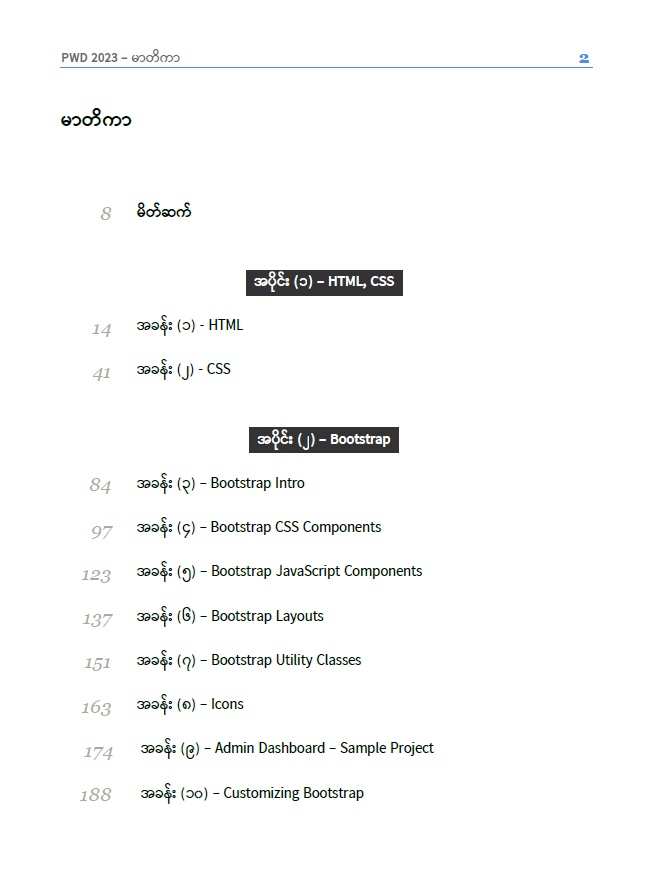 PWD 2023 – မာတိကာ 2
မာတိကာ
8 မိတ်ဆက်
အပိုင်း (၁) – HTML, CSS
14 အခန်း (၁) - HTML
41 အခန်း (၂) - CSS
အပိုင်း (၂) – Bootstrap
84 အခန်း (၃) – Bootstrap Intro
97 အခန်း (၄) – Bootstrap CSS Components
123 အခန်း (၅) – Bootstrap JavaScript Components
137 အခန်း (၆) – Bootstrap Layouts
151 အခန်း (၇) – Bootstrap Utility Classes
163 အခန်း (၈) – Icons
174 အခန်း (၉) – Admin Dashboard – Sample Project
188 အခန်း (၁၀) – Customizing Bootstrap